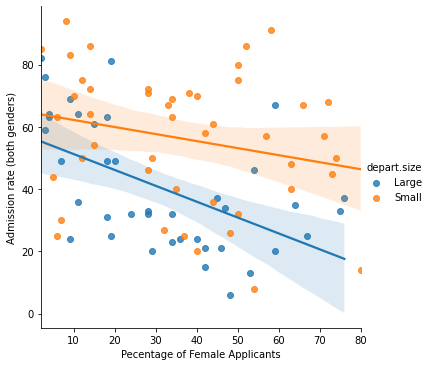 Admission rate (both genders)
80
60
40
20
0
10
20
30
40
50
60
70
80
Pecentage of Female Applicants
depart.size
Large
Small